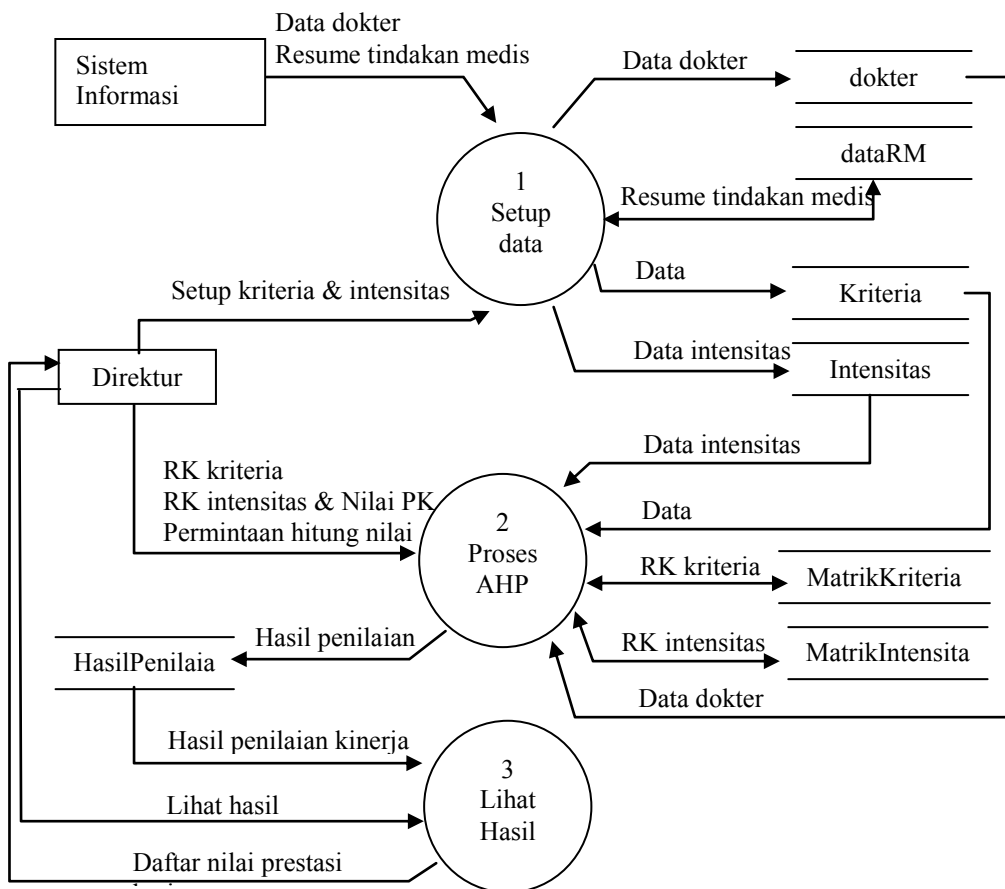 Data dokter
Resume tindakan medis
Sistem
Informasi
Data dokter
dokter
dataRM
1
Setup
data
Resume tindakan medis
Data
Kriteria
Setup kriteria & intensitas
Data intensitas
Intensitas
Direktur
Data intensitas
RK kriteria
RK intensitas & Nilai PK
Permintaan hitung nilai
Data
2
Proses
AHP
RK kriteria
MatrikKriteria
Hasil penilaian
HasilPenilaia
RK intensitas
MatrikIntensita
Data dokter
Hasil penilaian kinerja
3
Lihat
Hasil
Lihat hasil
Daftar nilai prestasi